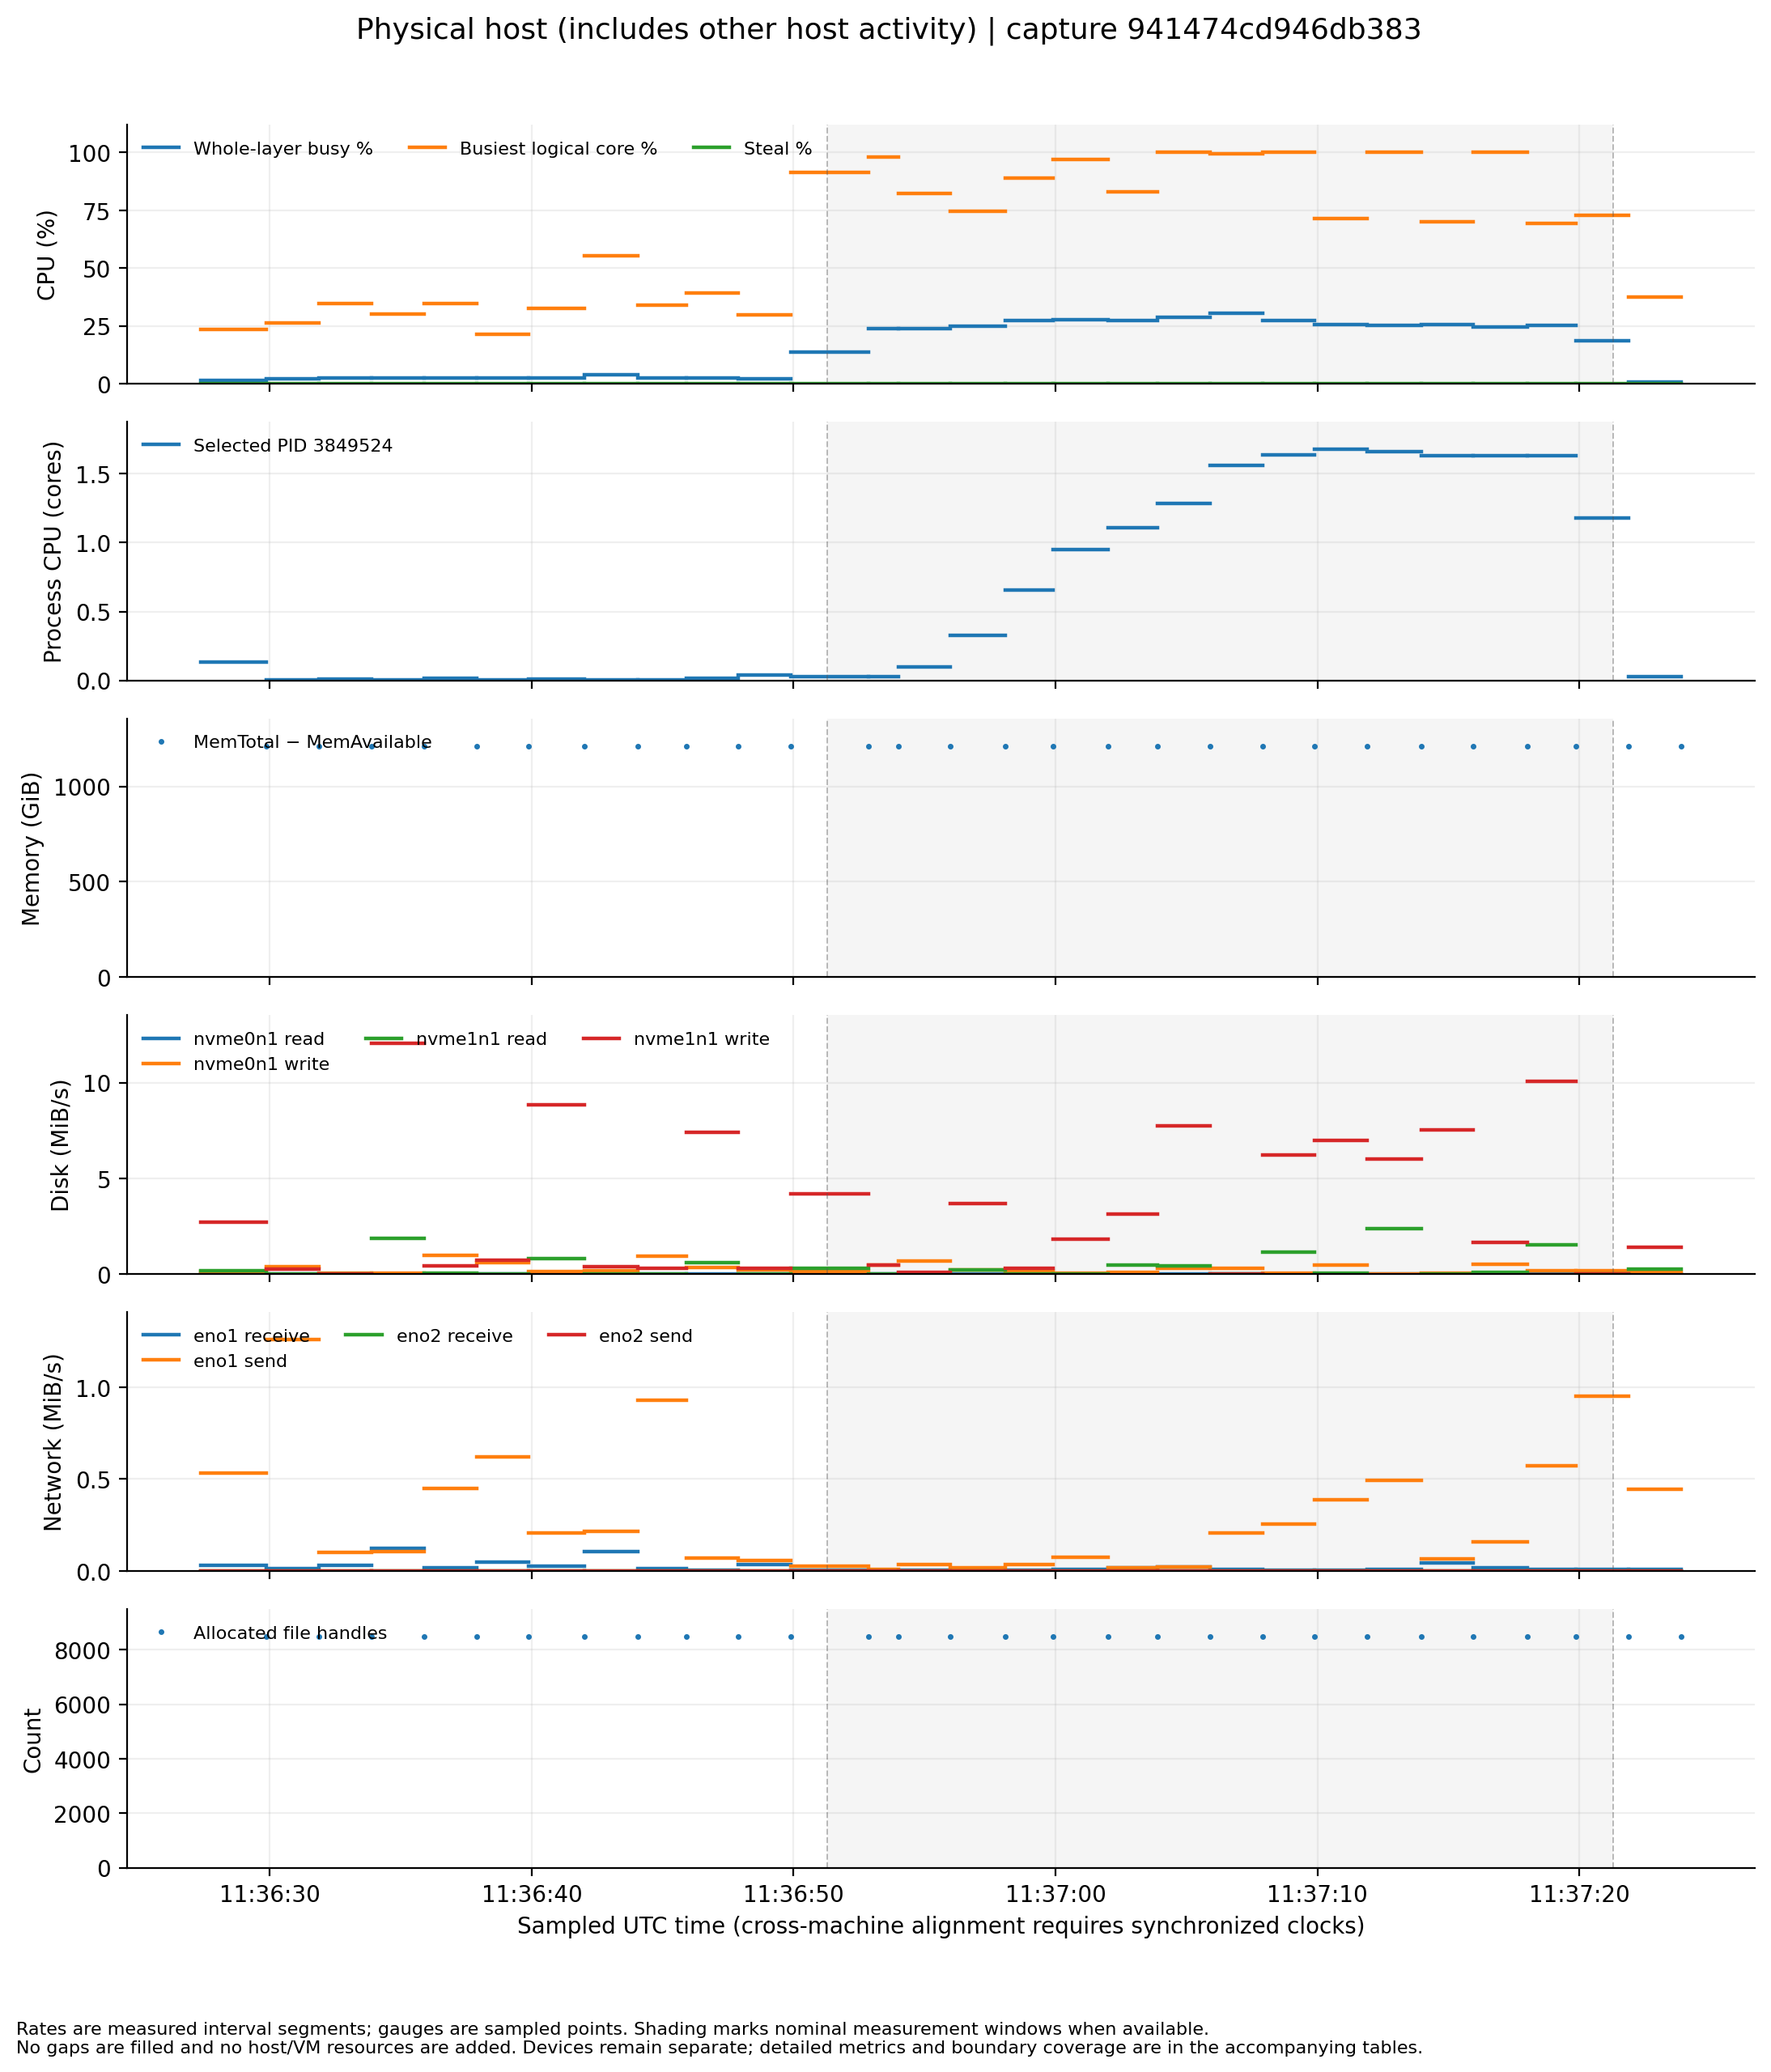 Physical host (includes other host activity) | capture 941474cd946db383
Whole-layer busy % Busiest logical core % Steal %
CPU (%)
100
75
50
25
0
Selected PID 3849524
Process CPU (cores)
1.5
1.0
0.5
0.0
MemTotal − MemAvailable
Memory (GiB)
1000
500
0
nvme0n1 read nvme1n1 read nvme1n1 write
nvme0n1 write
Disk (MiB/s)
10
5
0
eno1 receive eno2 receive eno2 send
eno1 send
Network (MiB/s)
1.0
0.5
0.0
Allocated file handles
Count
8000
6000
4000
2000
0
11:36:30 11:36:40 11:36:50 11:37:00 11:37:10 11:37:20
Sampled UTC time (cross-machine alignment requires synchronized clocks)
Rates are measured interval segments; gauges are sampled points. Shading marks nominal measurement windows when available.
No gaps are filled and no host/VM resources are added. Devices remain separate; detailed metrics and boundary coverage are in the accompanying tables.